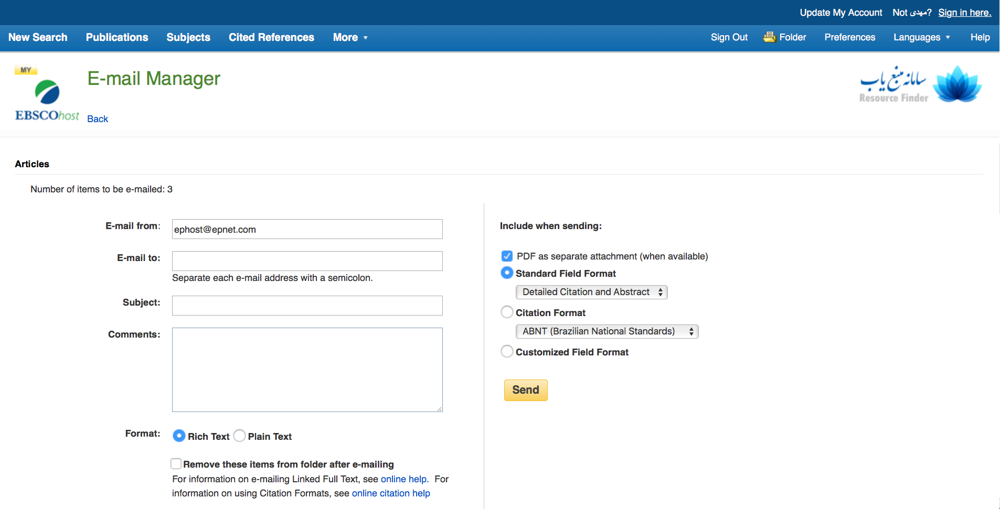 Update My Account Not مهدی? Sign in here.
New Search Publications Subjects Cited References More Sign Out Folder Preferences Languages Help
MY
EBSCOhost
E-mail Manager
Back
سامانه منبع یاب
Resource Finder
Articles
Number of items to be e-mailed: 3
E-mail from: ephost@epnet.com
E-mail to:
Separate each e-mail address with a semicolon.
Subject:
Comments:
Format: Rich Text Plain Text
Remove these items from folder after e-mailing
For information on e-mailing Linked Full Text, see online help. For
information on using Citation Formats, see online citation help
Include when sending:
PDF as separate attachment (when available)
Standard Field Format
Detailed Citation and Abstract
Citation Format
ABNT (Brazilian National Standards)
Customized Field Format
Send